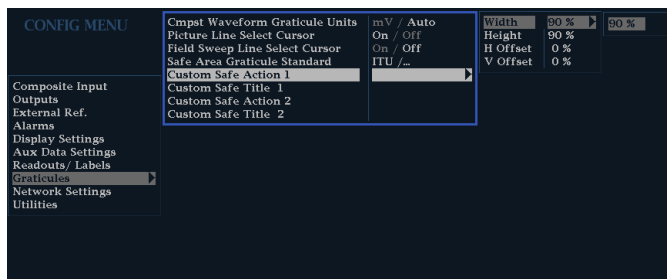 CONFIG MENU
Composite Input
Outputs
External Ref.
Alarms
Display Settings
Aux Data Settings
Readouts/ Labels
Graticules
Network Settings
Utilities
Cmpst Waveform Graticule Units mV / Auto
Picture Line Select Cursor On / Off
Field Sweep Line Select Cursor On / Off
Safe Area Graticule Standard ITU /...
Custom Safe Action 1
Custom Safe Title 1
Custom Safe Action 2
Custom Safe Title 2
Width 90 %
Height 90 %
H Offset 0 %
V Offset 0 %
90 %